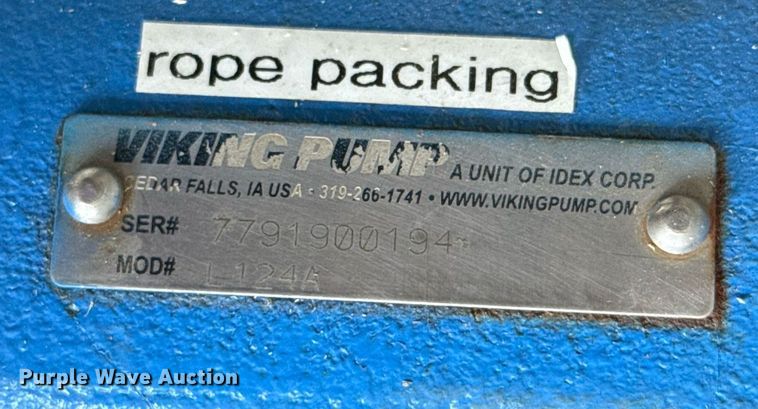 rope packing
VIKING PUMP A UNIT OF IDEX CORP.
CEDAR FALLS, IA USA • 319-266-1741 • WWW.VIKINGPUMP.COM
SER# 7791900194
MOD# L124A
Purple Wave Auction